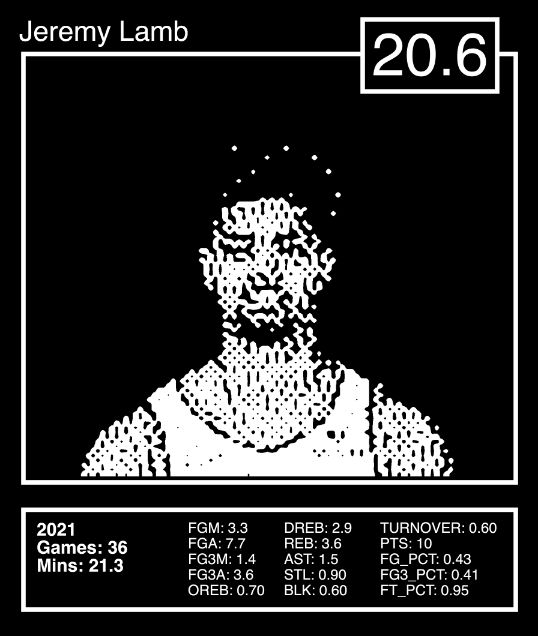 Jeremy Lamb
20.6
2021
Games: 36
Mins: 21.3
FGM: 3.3
FGA: 7.7
FG3M: 1.4
FG3A: 3.6
OREB: 0.70
DREB: 2.9
REB: 3.6
AST: 1.5
STL: 0.90
BLK: 0.60
TURNOVER: 0.60
PTS: 10
FG_PCT: 0.43
FG3_PCT: 0.41
FT_PCT: 0.95